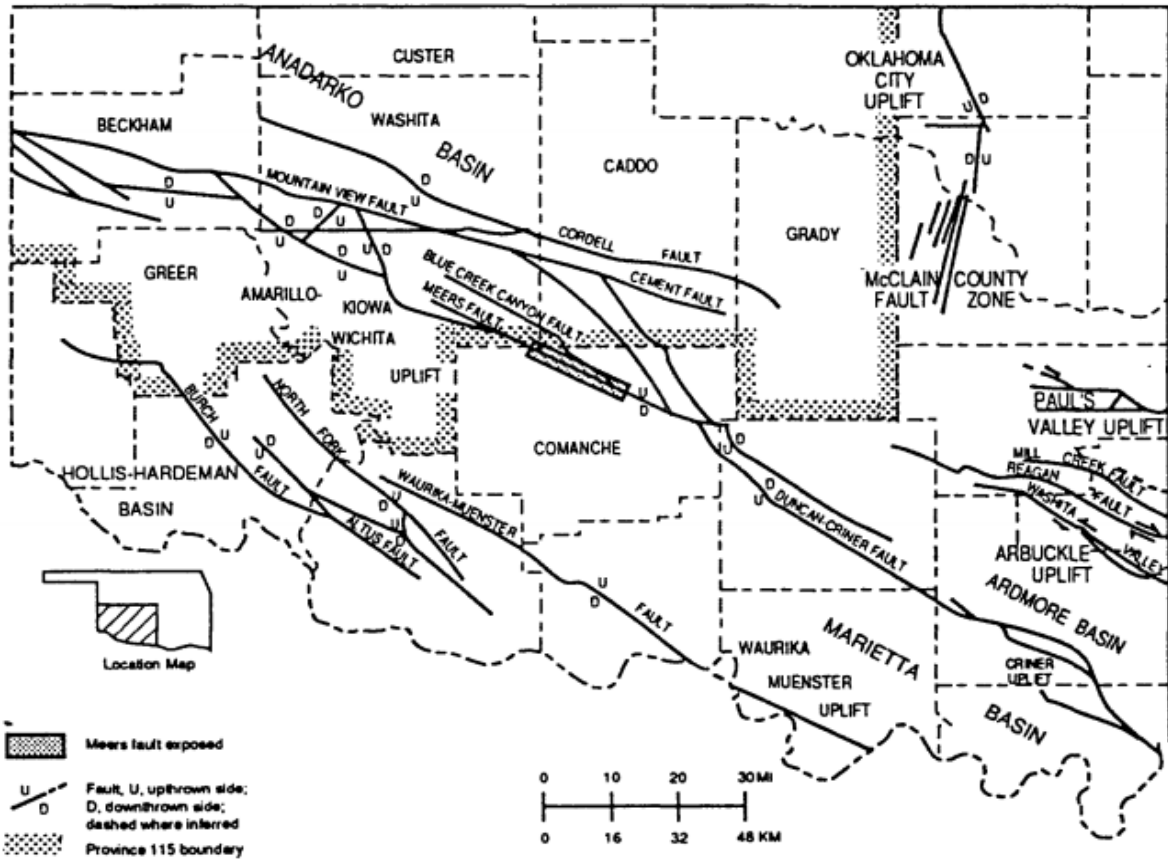 CUSTER
ANADARKO
BASIN
OKLAHOMA
CITY
UPLIFT
U D
BECKHAM
WASHITA
CADDO
D U
D
U
MOUNTAIN VIEW FAULT
D
U
D D U
U D
U D D
U
CORDELL FAULT
GRADY
GREER
BLUE CREEK CANYON FAULT
CEMENT FAULT
McCLAIN COUNTY
FAULT ZONE
AMARILLO-
KIOWA
MEERS FAULT
WICHITA
UPLIFT
U
D
PAUL'S
VALLEY UPLIFT
BURCH FAULT
NORTH FORK FAULT
U
D
U
D
COMANCHE
U U
D
MILL CREEK FAULT
REAGAN FAULT
WASHITA VALLEY
HOLLIS-HARDEMAN
BASIN
WAURIKA-MUENSTER FAULT
U
D
U
D
D
U
DUNCAN-CRINER FAULT
ALTUS FAULT
ARBUCKLE
UPLIFT
U
D
ARDMORE BASIN
Location Map
WAURIKA
MUENSTER
UPLIFT
MARIETTA
BASIN
CRINER
UPLIFT
Meers fault exposed
U
D
Fault, U, upthrown side;
D, downthrown side;
dashed where inferred
Province 115 boundary
0 10 20 30 MI
0 16 32 48 KM